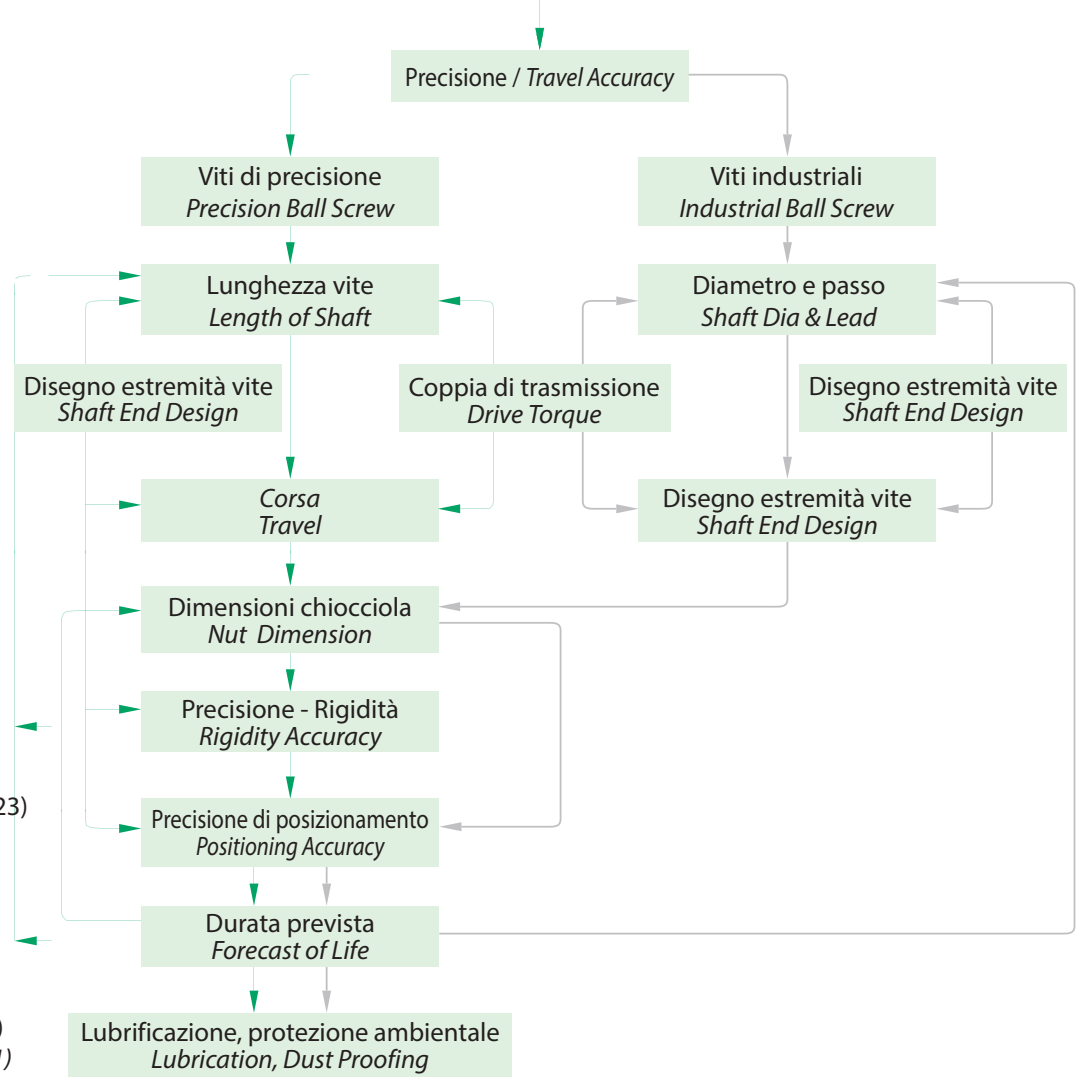 Precisione / Travel Accuracy
Viti di precisione
Precision Ball Screw
Viti industriali
Industrial Ball Screw
Lunghezza vite
Length of Shaft
Diametro e passo
Shaft Dia & Lead
Disegno estremità vite
Shaft End Design
Coppia di trasmissione
Drive Torque
Disegno estremità vite
Shaft End Design
Corsa
Travel
Disegno estremità vite
Shaft End Design
Dimensioni chiocciola
Nut Dimension
Precisione - Rigidità
Rigidity Accuracy
23)
Precisione di posizionamento
Positioning Accuracy
Durata prevista
Forecast of Life
)
Lubrificazione, protezione ambientale
Lubrication, Dust Proofing